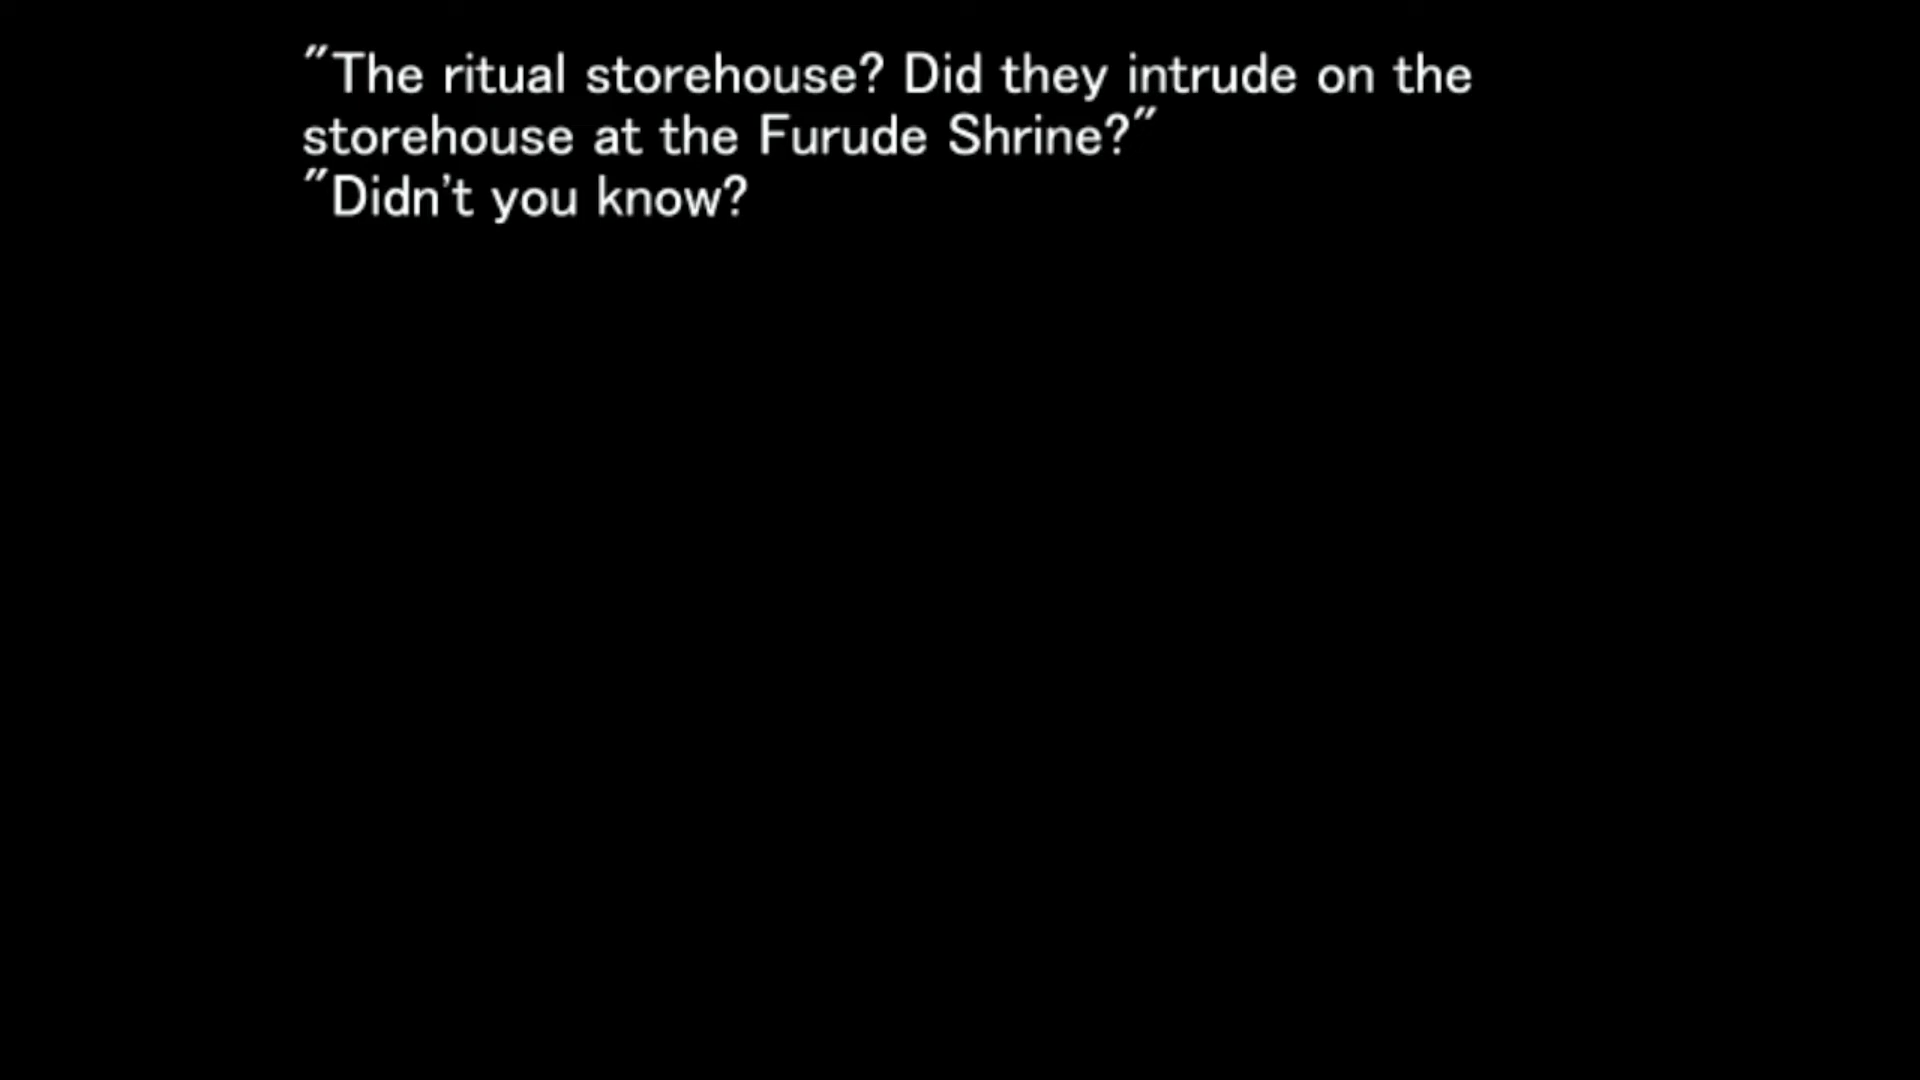 "The ritual storehouse? Did they intrude on the
storehouse at the Furude Shrine?"
"Didn't you know?